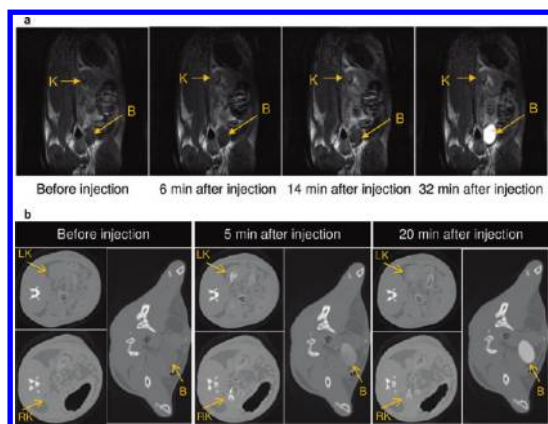 a
K
B
K
B
K
B
K
B
Before injection
6 min after injection
14 min after injection
32 min after injection
b
Before injection
5 min after injection
20 min after injection
LK
LK
LK
RK
B
RK
B
RK
B